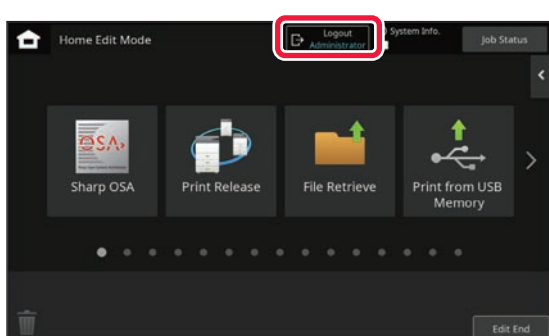 Home Edit Mode
Logout
Administrator
System Info.
Job Status
OSA
Sharp OSA
Print Release
File Retrieve
Print from USB
Memory
Edit End